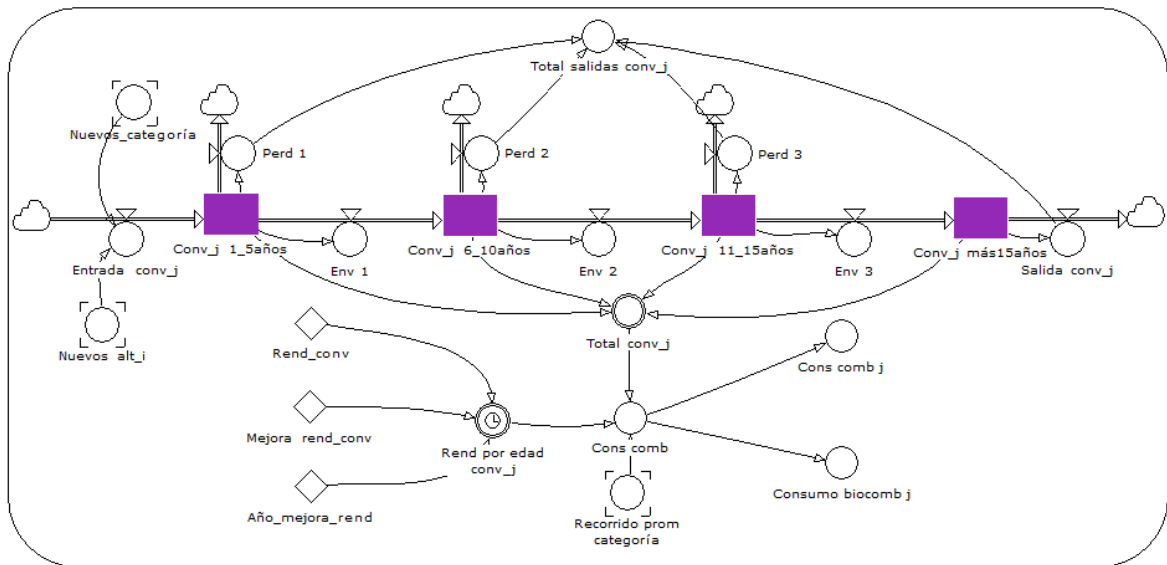 Total salidas conv_j
Nuevos_categoría
Perd 1
Perd 2
Perd 3
Conv_j 1_5años
Conv_j 6_10años
Conv_j 11_15años
Conv_j más15años
Entrada conv_j
Env 1
Env 2
Env 3
Salida conv_j
Nuevos alt_i
Total conv_j
Rend_conv
Cons comb j
Mejora rend_conv
Rend por edad
conv_j
Cons comb
Consumo biocomb j
Año_mejora_rend
Recorrido prom
categoría